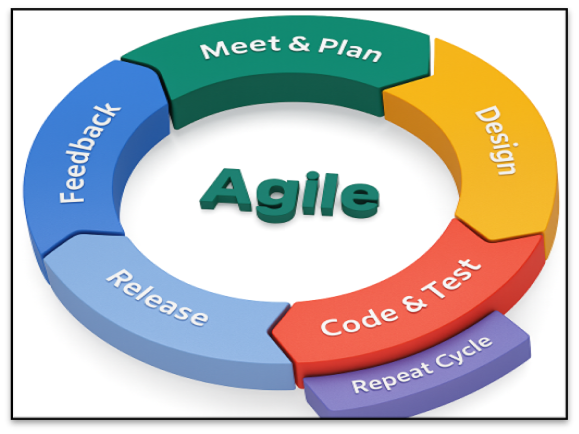 Meet & Plan
Design
Code & Test
Repeat Cycle
Release
Feedback
Agile